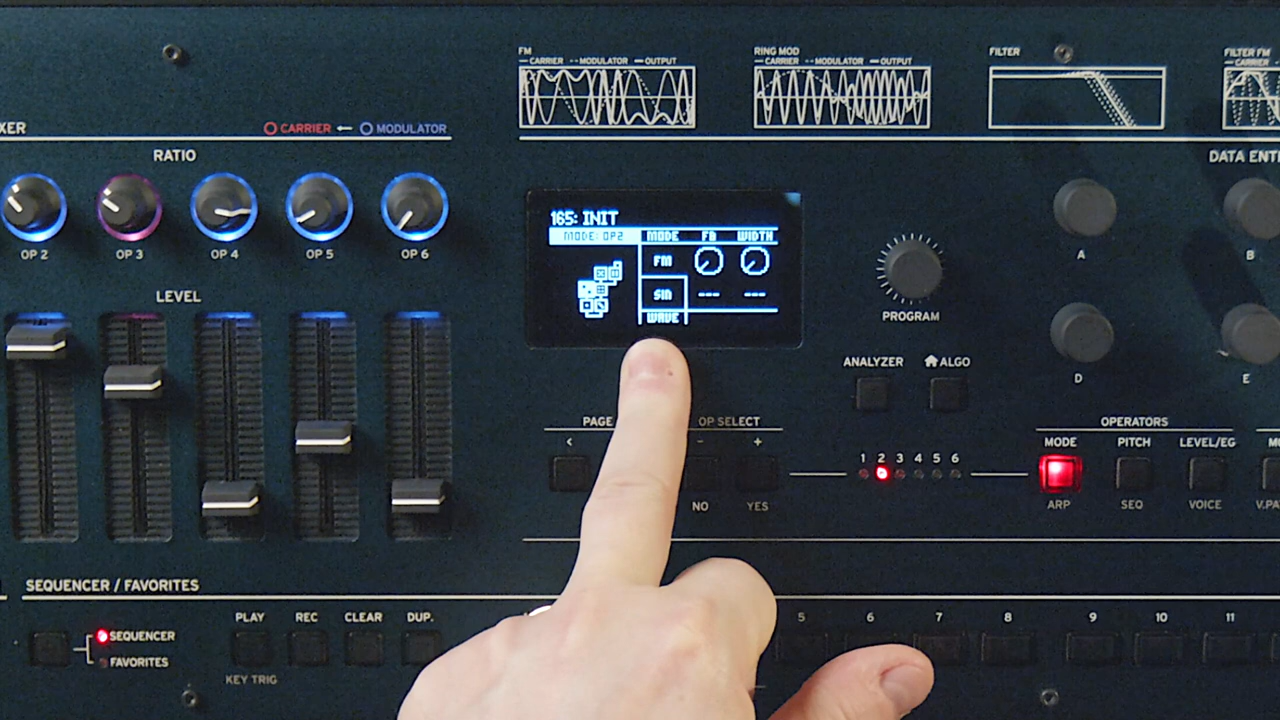 FM
CARRIER MODULATOR OUTPUT
RING MOD
CARRIER MODULATOR OUTPUT
FILTER
FILTER FM
CARRIER
XER
CARRIER ← MODULATOR
RATIO
DATA ENT
OP 2 OP 3 OP 4 OP 5 OP 6
LEVEL
165: INIT
MODE: OP2 MODE FB WIDTH
FM
SIN --- ---
WAVE
PROGRAM
A B
D E
ANALYZER ALGO
PAGE OP SELECT
< - +
NO YES
1 2 3 4 5 6
OPERATORS
MODE PITCH LEVEL/EG
ARP SEQ VOICE V.PA
SEQUENCER / FAVORITES
PLAY REC CLEAR DUP.
SEQUENCER
FAVORITES
KEY TRIG
5 6 7 8 9 10 11